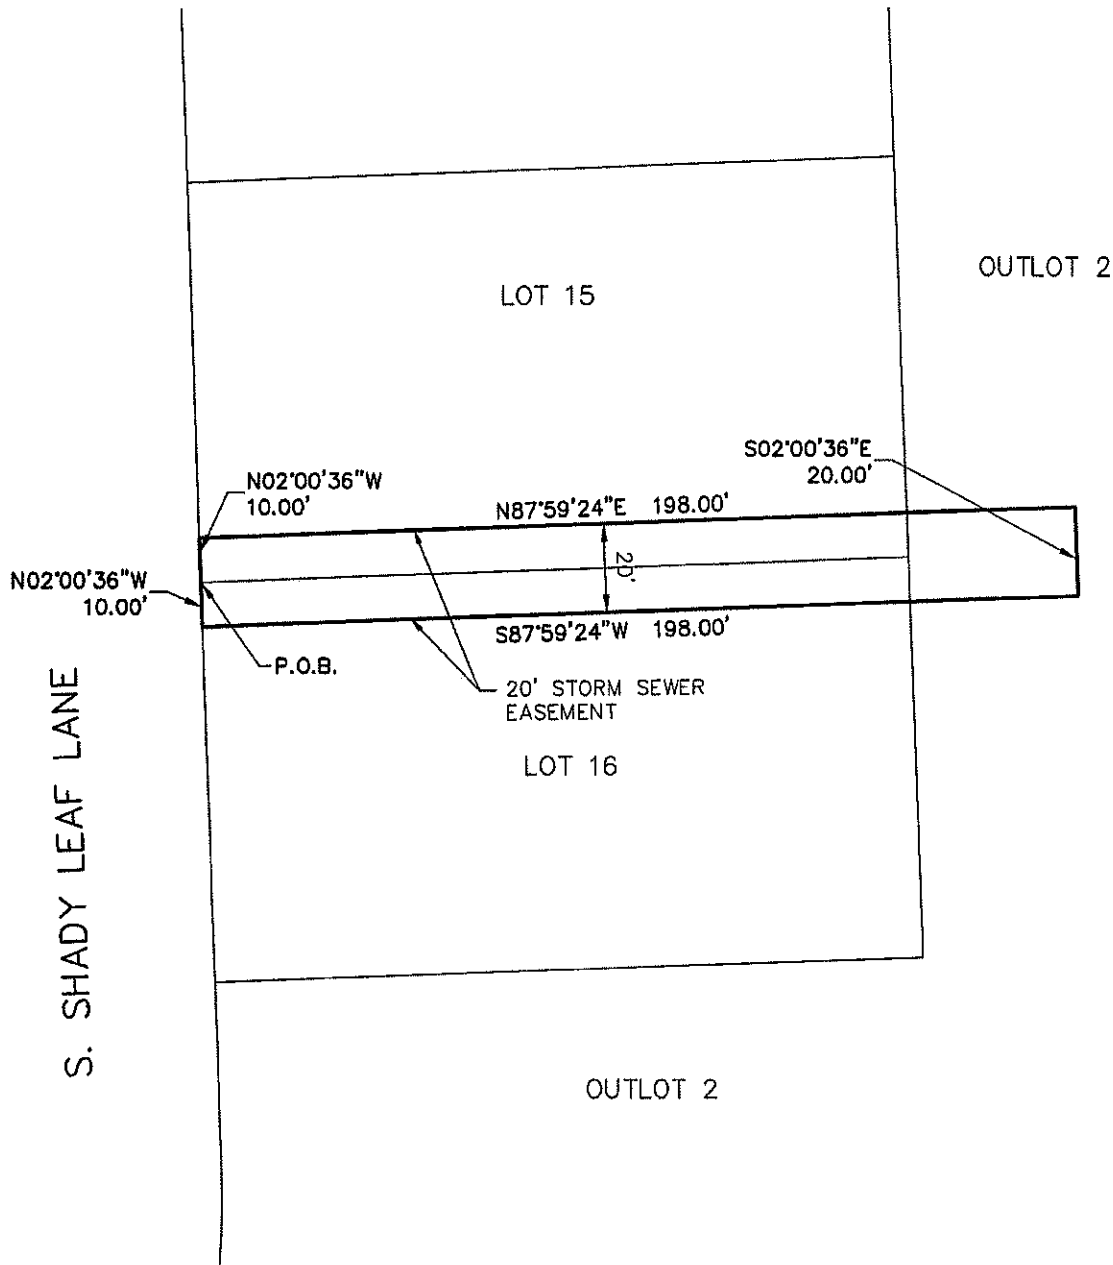 OUTLOT 2
LOT 15
S02°00'36"E
20.00'
N02°00'36"W
10.00'
N87°59'24"E 198.00'
20'
N02°00'36"W
10.00'
S87°59'24"W 198.00'
P.O.B.
20' STORM SEWER
EASEMENT
LOT 16
S. SHADY LEAF LANE
OUTLOT 2